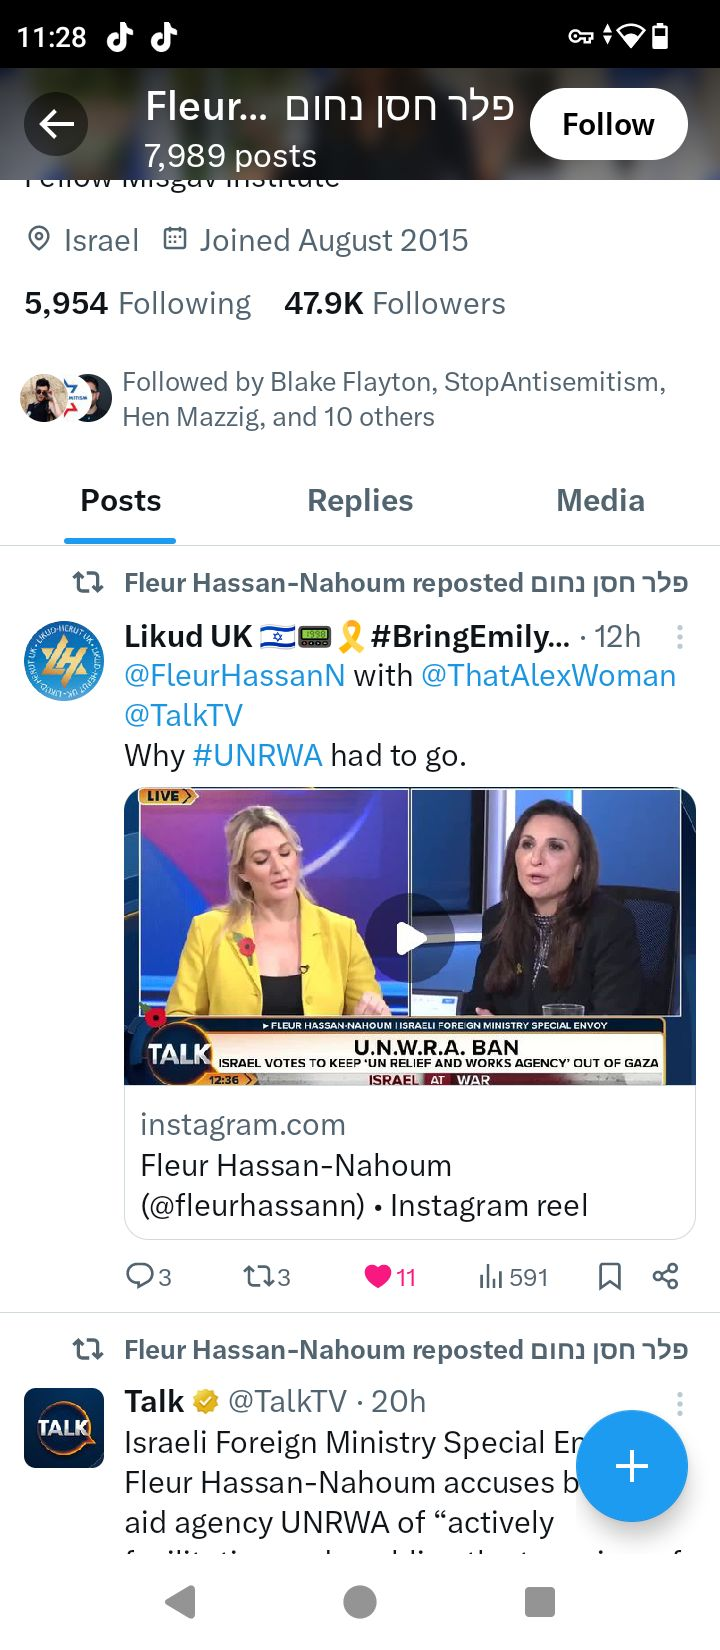 11:28
Fleur... פלר חסן נחום
7,989 posts
Follow
Fellow Misgav Institute
Israel Joined August 2015
5,954 Following 47.9K Followers
Followed by Blake Flayton, StopAntisemitism,
Hen Mazzig, and 10 others
Posts Replies Media
Fleur Hassan-Nahoum reposted פלר חסן נחום
Likud UK 🇮🇱📟🎗️#BringEmily... · 12h
@FleurHassanN with @ThatAlexWoman
@TalkTV
Why #UNRWA had to go.
LIVE
▸ FLEUR HASSAN-NAHOUM | ISRAELI FOREIGN MINISTRY SPECIAL ENVOY
TALK
U.N.W.R.A. BAN
ISRAEL VOTES TO KEEP 'UN RELIEF AND WORKS AGENCY' OUT OF GAZA
12:36
ISRAEL AT WAR
instagram.com
Fleur Hassan-Nahoum
(@fleurhassann) • Instagram reel
3 3 11 591
Fleur Hassan-Nahoum reposted פלר חסן נחום
TALK
Talk @TalkTV · 20h
Israeli Foreign Ministry Special En
Fleur Hassan-Nahoum accuses b
aid agency UNRWA of “actively